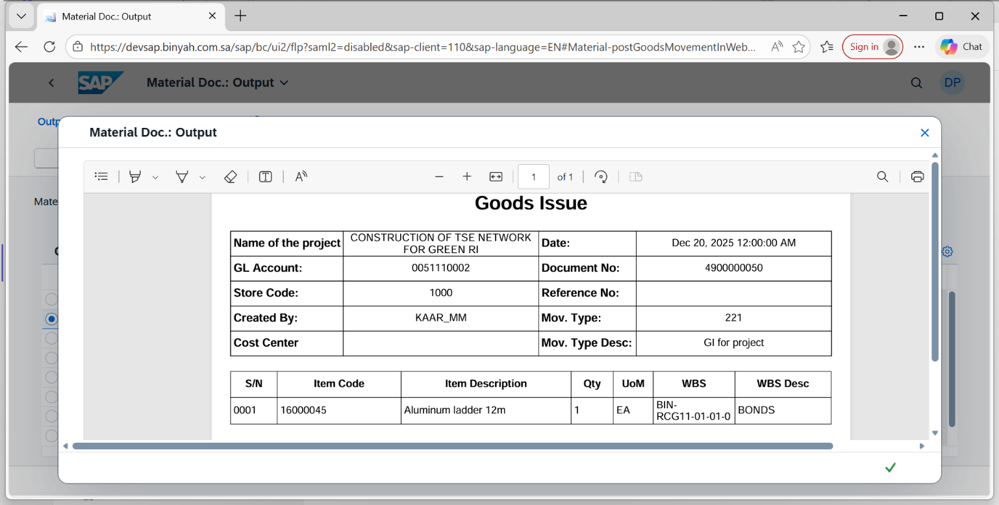 Material Doc.: Output
https://devsap.binyah.com.sa/sap/bc/ui2/flp?saml2=disabled&sap-client=110&sap-language=EN#Material-postGoodsMovementInWeb...
Sign in
Chat
SAP
Material Doc.: Output
DP
Outp
Material Doc.: Output
1
of 1
Mate
Goods Issue
Name of the project CONSTRUCTION OF TSE NETWORK FOR GREEN RI Date: Dec 20, 2025 12:00:00 AM
GL Account: 0051110002 Document No: 4900000050
Store Code: 1000 Reference No:
Created By: KAAR_MM Mov. Type: 221
Cost Center Mov. Type Desc: GI for project
S/N Item Code Item Description Qty UoM WBS WBS Desc
0001 16000045 Aluminum ladder 12m 1 EA BIN-RCG11-01-01-0 BONDS